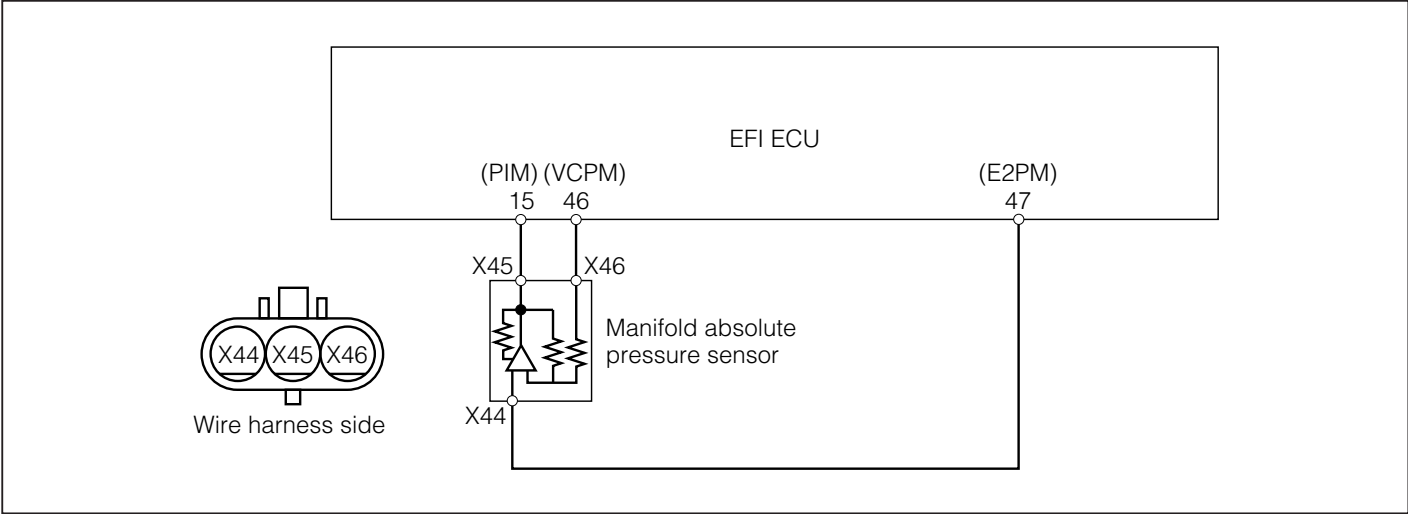 EFI ECU
(PIM) (VCPM)
(E2PM)
15
46
47
X45
X46
Manifold absolute
pressure sensor
X44 X45 X46
X44
Wire harness side